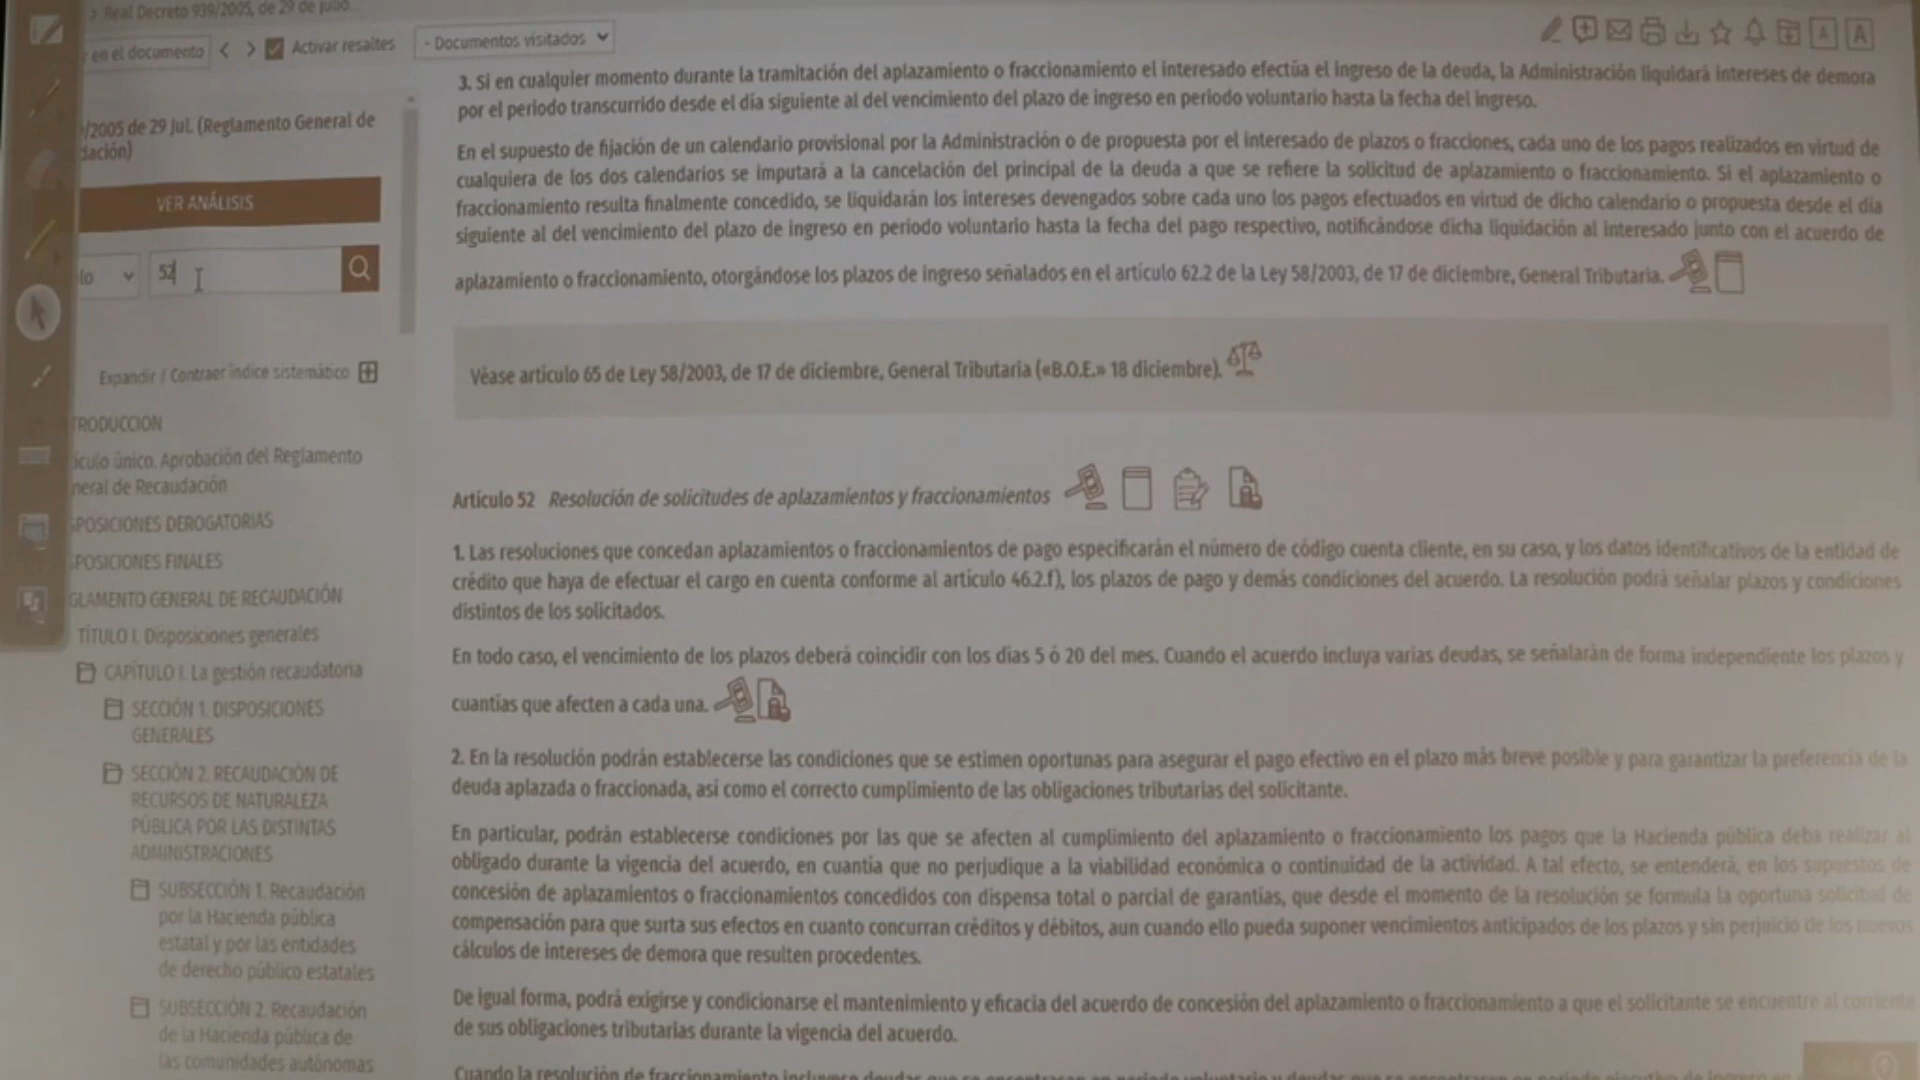 > Real Decreto 939/2005, de 29 de julio.
en el documento < > Activar resaltes - Documentos visitados
/2005 de 29 Jul. (Reglamento General de
dación)
VER ANÁLISIS
lo 52
Expandir / Contraer índice sistemático
TRODUCCION
ículo único. Aprobación del Reglamento
neral de Recaudación
SPOSICIONES DEROGATORIAS
SPOSICIONES FINALES
GLAMENTO GENERAL DE RECAUDACIÓN
TÍTULO I. Disposiciones generales
CAPÍTULO I. La gestión recaudatoria
SECCIÓN 1. DISPOSICIONES
GENERALES
SECCIÓN 2. RECAUDACIÓN DE
RECURSOS DE NATURALEZA
PÚBLICA POR LAS DISTINTAS
ADMINISTRACIONES
SUBSECCIÓN 1. Recaudación
por la Hacienda pública
estatal y por las entidades
de derecho público estatales
SUBSECCIÓN 2. Recaudación
de la Hacienda pública de
las comunidades autónomas
A A
3. Si en cualquier momento durante la tramitación del aplazamiento o fraccionamiento el interesado efectúa el ingreso de la deuda, la Administración liquidará intereses de demora
por el periodo transcurrido desde el día siguiente al del vencimiento del plazo de ingreso en periodo voluntario hasta la fecha del ingreso.
En el supuesto de fijación de un calendario provisional por la Administración o de propuesta por el interesado de plazos o fracciones, cada uno de los pagos realizados en virtud de
cualquiera de los dos calendarios se imputará a la cancelación del principal de la deuda a que se refiere la solicitud de aplazamiento o fraccionamiento. Si el aplazamiento o
fraccionamiento resulta finalmente concedido, se liquidarán los intereses devengados sobre cada uno los pagos efectuados en virtud de dicho calendario o propuesta desde el día
siguiente al del vencimiento del plazo de ingreso en periodo voluntario hasta la fecha del pago respectivo, notificándose dicha liquidación al interesado junto con el acuerdo de
aplazamiento o fraccionamiento, otorgándose los plazos de ingreso señalados en el artículo 62.2 de la Ley 58/2003, de 17 de diciembre, General Tributaria.
Véase artículo 65 de Ley 58/2003, de 17 de diciembre, General Tributaria («B.O.E.» 18 diciembre).
Artículo 52 Resolución de solicitudes de aplazamientos y fraccionamientos
1. Las resoluciones que concedan aplazamientos o fraccionamientos de pago especificarán el número de código cuenta cliente, en su caso, y los datos identificativos de la entidad de
crédito que haya de efectuar el cargo en cuenta conforme al artículo 46.2.f), los plazos de pago y demás condiciones del acuerdo. La resolución podrá señalar plazos y condiciones
distintos de los solicitados.
En todo caso, el vencimiento de los plazos deberá coincidir con los días 5 ó 20 del mes. Cuando el acuerdo incluya varias deudas, se señalarán de forma independiente los plazos y
cuantías que afecten a cada una.
2. En la resolución podrán establecerse las condiciones que se estimen oportunas para asegurar el pago efectivo en el plazo más breve posible y para garantizar la preferencia de la
deuda aplazada o fraccionada, así como el correcto cumplimiento de las obligaciones tributarias del solicitante.
En particular, podrán establecerse condiciones por las que se afecten al cumplimiento del aplazamiento o fraccionamiento los pagos que la Hacienda pública deba realizar al
obligado durante la vigencia del acuerdo, en cuantía que no perjudique a la viabilidad económica o continuidad de la actividad. A tal efecto, se entenderá, en los supuestos de
concesión de aplazamientos o fraccionamientos concedidos con dispensa total o parcial de garantías, que desde el momento de la resolución se formula la oportuna solicitud de
compensación para que surta sus efectos en cuanto concurran créditos y débitos, aun cuando ello pueda suponer vencimientos anticipados de los plazos y sin perjuicio de los nuevos
cálculos de intereses de demora que resulten procedentes.
De igual forma, podrá exigirse y condicionarse el mantenimiento y eficacia del acuerdo de concesión del aplazamiento o fraccionamiento a que el solicitante se encuentre al corriente
de sus obligaciones tributarias durante la vigencia del acuerdo.
Cuando la resolución de fraccionamiento incluyese deudas que se